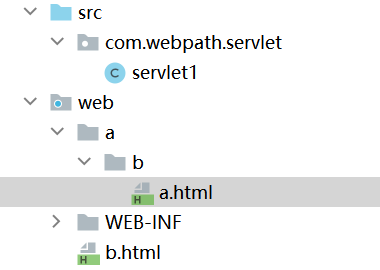 src
com.webpath.servlet
C servlet1
web
a
b
H a.html
WEB-INF
H b.html